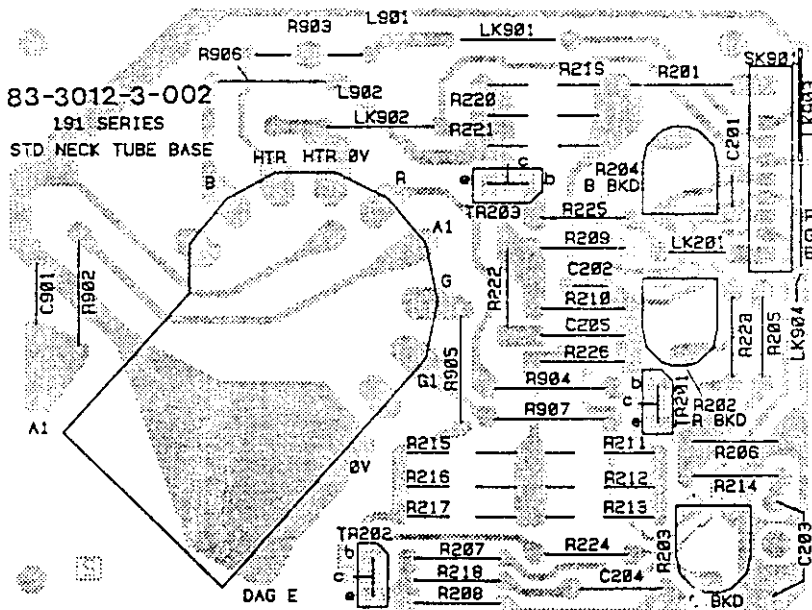 R903
L901
LK901
R906
L902
R215
R201
SK901
LK903
83-3012-3-002
R220
191 SERIES
LK902
R221
C201
STD NECK TUBE BASE
HTR
HTR 0V
c
e
b
R204
B BKD
B
R
TR203
R225
A1
R209
LK201
C901
R902
G
R222
C202
R210
C205
R205
LK904
R905
R226
G1
R904
b
TR201
c
e
R202
R BKD
R907
A1
R215
R211
R206
0V
R216
R212
R214
R217
R213
TR202
R203
C203
b
R207
R224
c
R218
C204
e
R208
BKD
DAG E